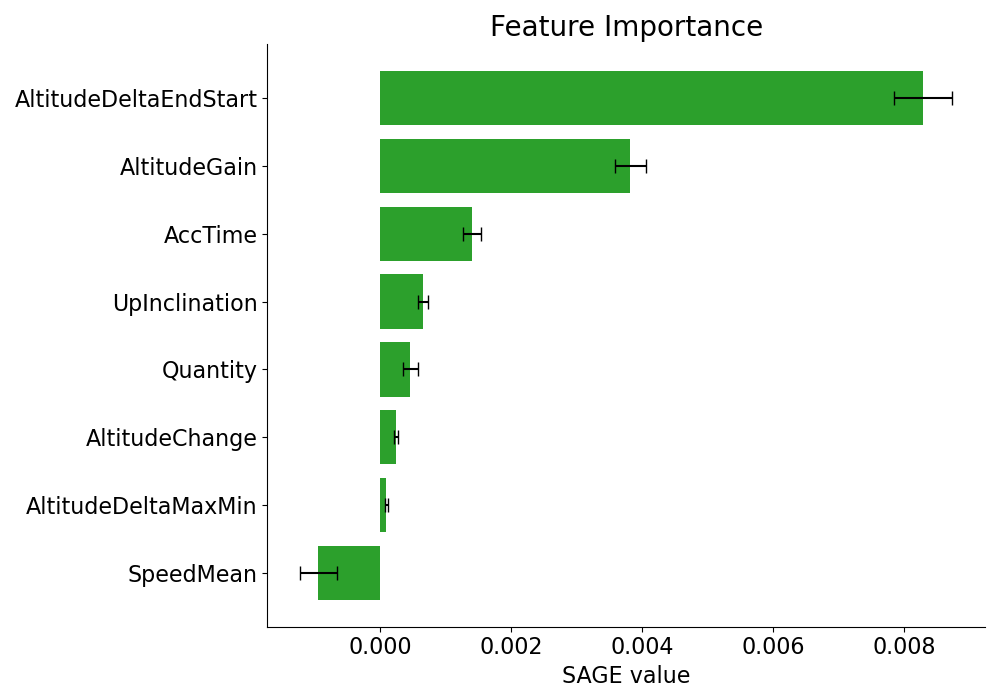 Feature Importance
AltitudeDeltaEndStart
AltitudeGain
AccTime
UpInclination
Quantity
AltitudeChange
AltitudeDeltaMaxMin
SpeedMean
0.000 0.002 0.004 0.006 0.008
SAGE value